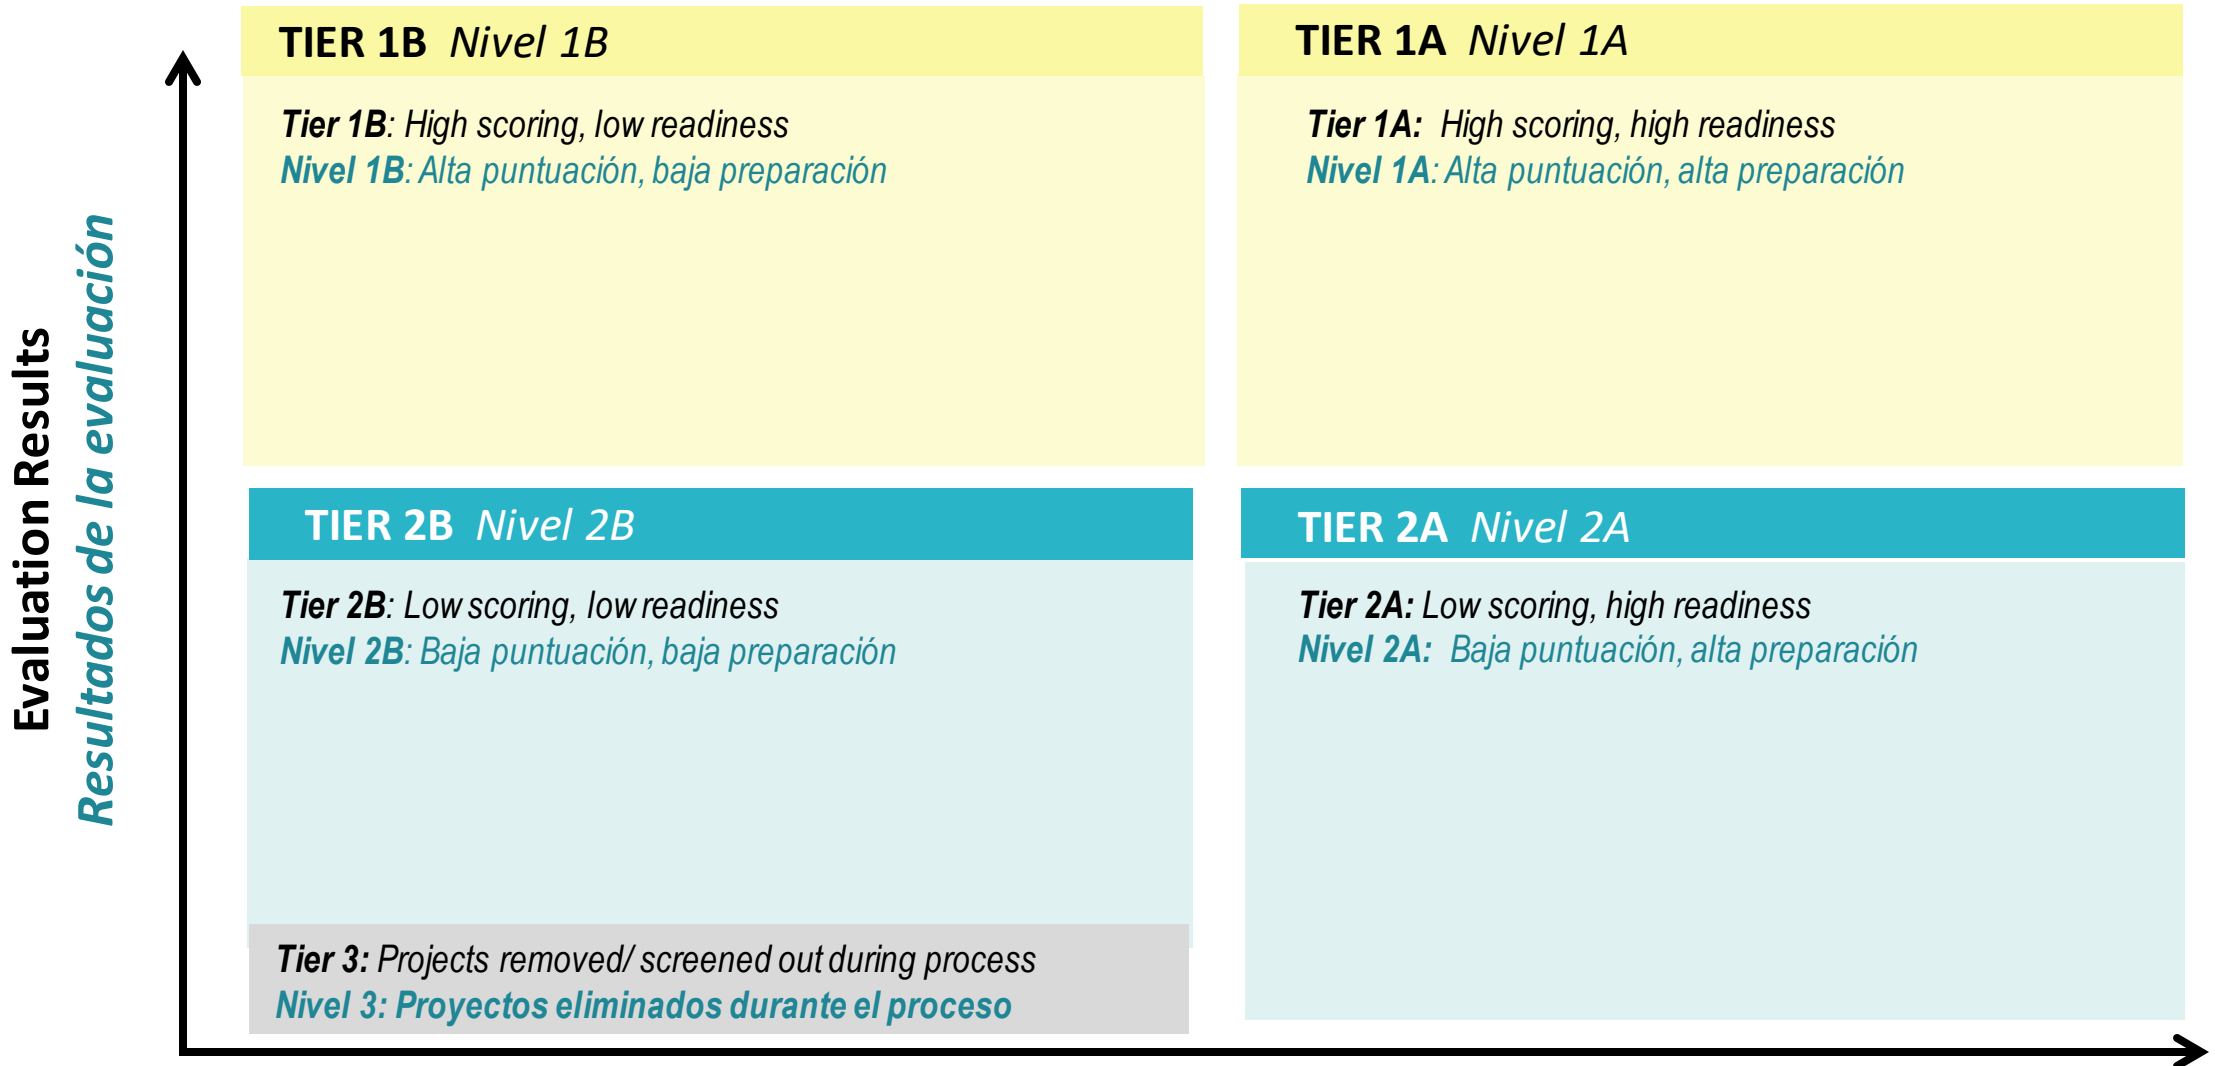 Evaluation Results
Resultados de la evaluación
TIER 1B Nivel 1B
Tier 1B: High scoring, low readiness
Nivel 1B: Alta puntuación, baja preparación
TIER 1A Nivel 1A
Tier 1A: High scoring, high readiness
Nivel 1A: Alta puntuación, alta preparación
TIER 2B Nivel 2B
Tier 2B: Low scoring, low readiness
Nivel 2B: Baja puntuación, baja preparación
TIER 2A Nivel 2A
Tier 2A: Low scoring, high readiness
Nivel 2A: Baja puntuación, alta preparación
Tier 3: Projects removed/ screened out during process
Nivel 3: Proyectos eliminados durante el proceso